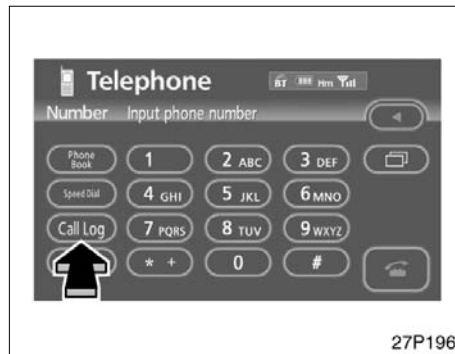 Telephone BT Hm
Number Input phone number
Phone Book 1 2 ABC 3 DEF
Speed Dial 4 GHI 5 JKL 6 MNO
Call Log 7 PQRS 8 TUV 9 WXYZ
* + 0 #
27P196